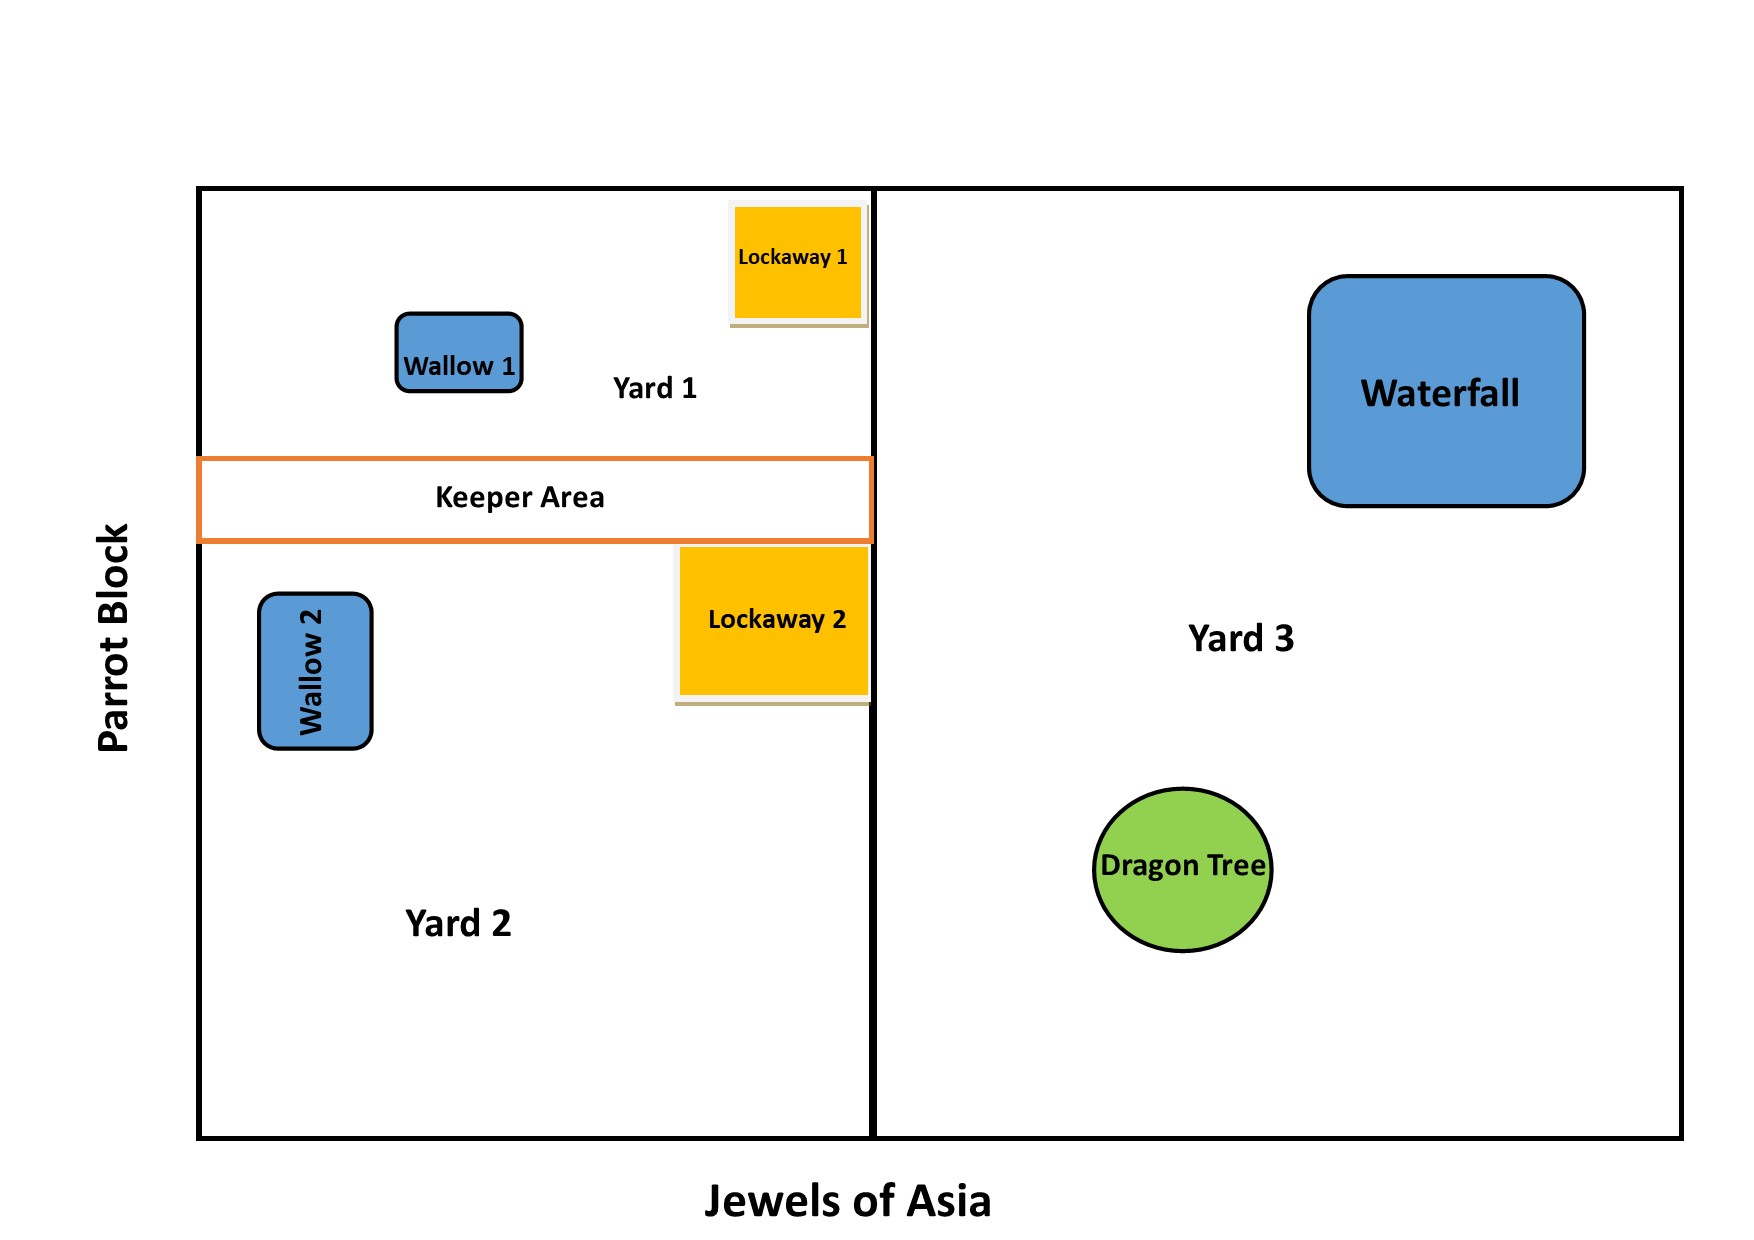 Lockaway 1
Wallow 1
Yard 1
Waterfall
Keeper Area
Parrot Block
Wallow 2
Lockaway 2
Yard 3
Dragon Tree
Yard 2
Jewels of Asia